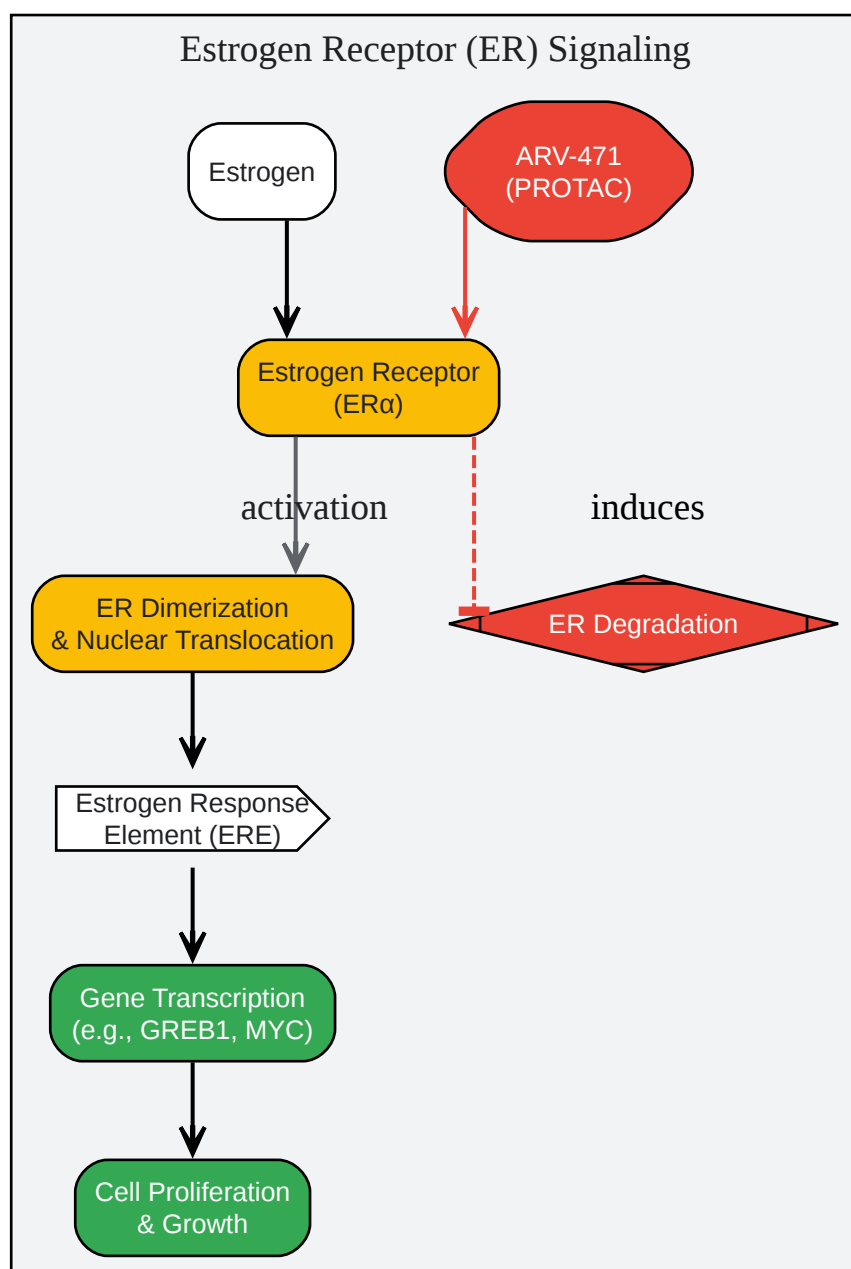 Estrogen Receptor (ER) Signaling
Estrogen
ARV-471
(PROTAC)
Estrogen Receptor
(ERα)
activation
induces
ER Dimerization
& Nuclear Translocation
ER Degradation
Estrogen Response
Element (ERE)
Gene Transcription
(e.g., GREB1, MYC)
Cell Proliferation
& Growth